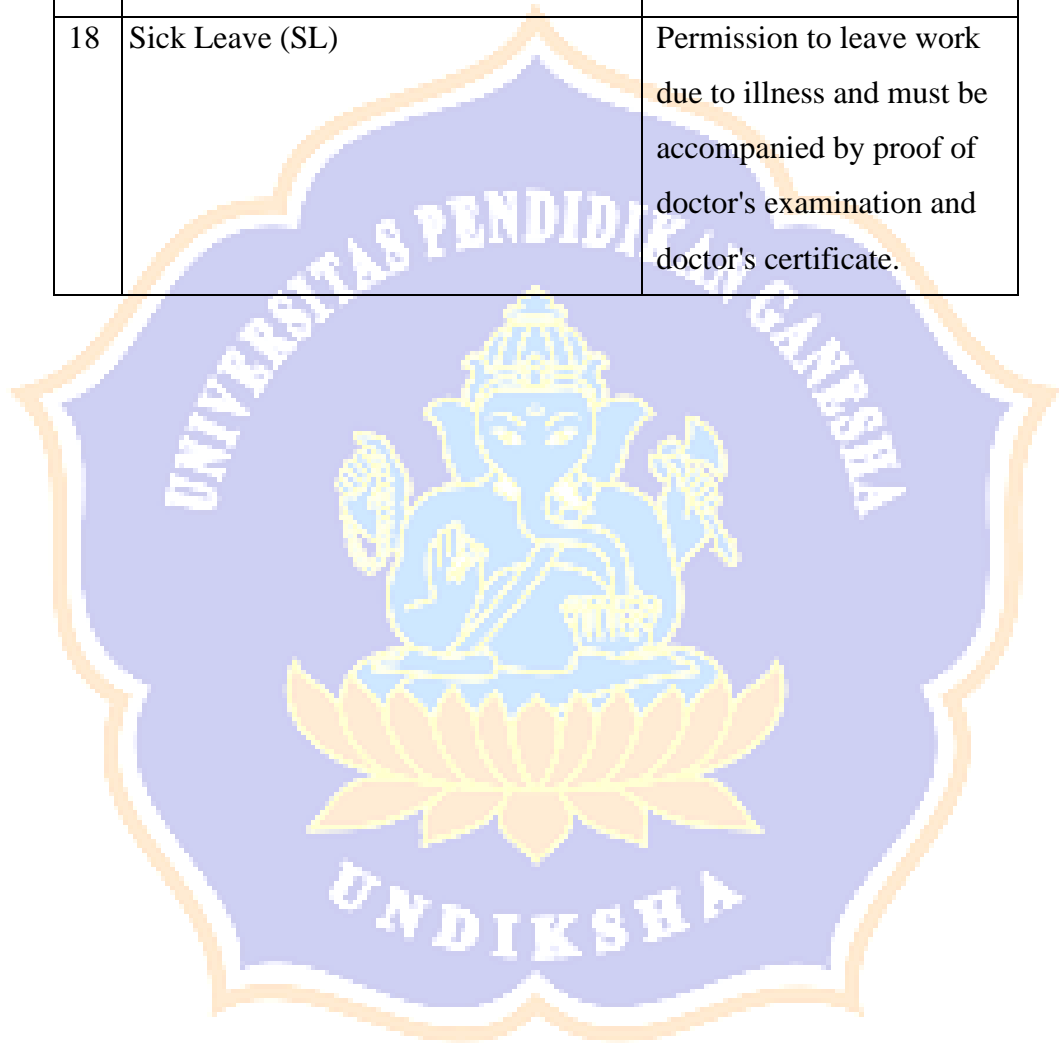 18 Sick Leave (SL) Permission to leave work
due to illness and must be
accompanied by proof of
doctor's examination and
doctor's certificate.
UNIVERSITAS PENDIDIKAN GANESHA
UNDIKSHA